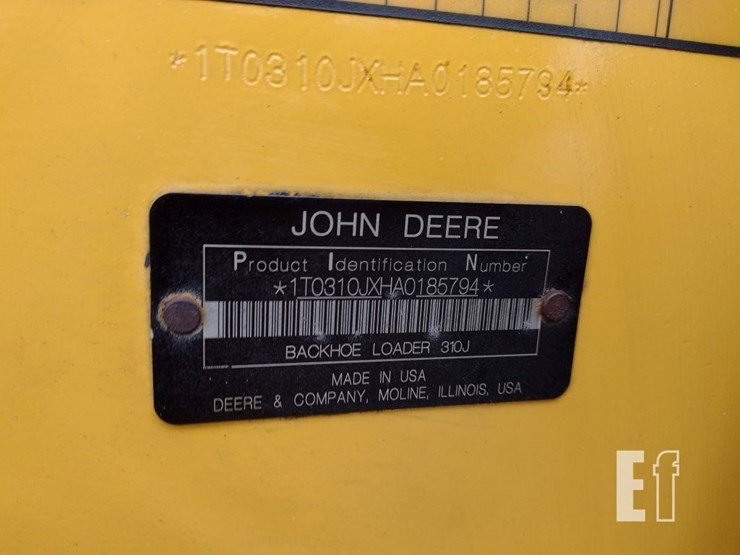 *1T0310JXHA0185794*
JOHN DEERE
Product Identification Number
*1T0310JXHA0185794*
BACKHOE LOADER 310J
MADE IN USA
DEERE & COMPANY, MOLINE, ILLINOIS, USA
Ef